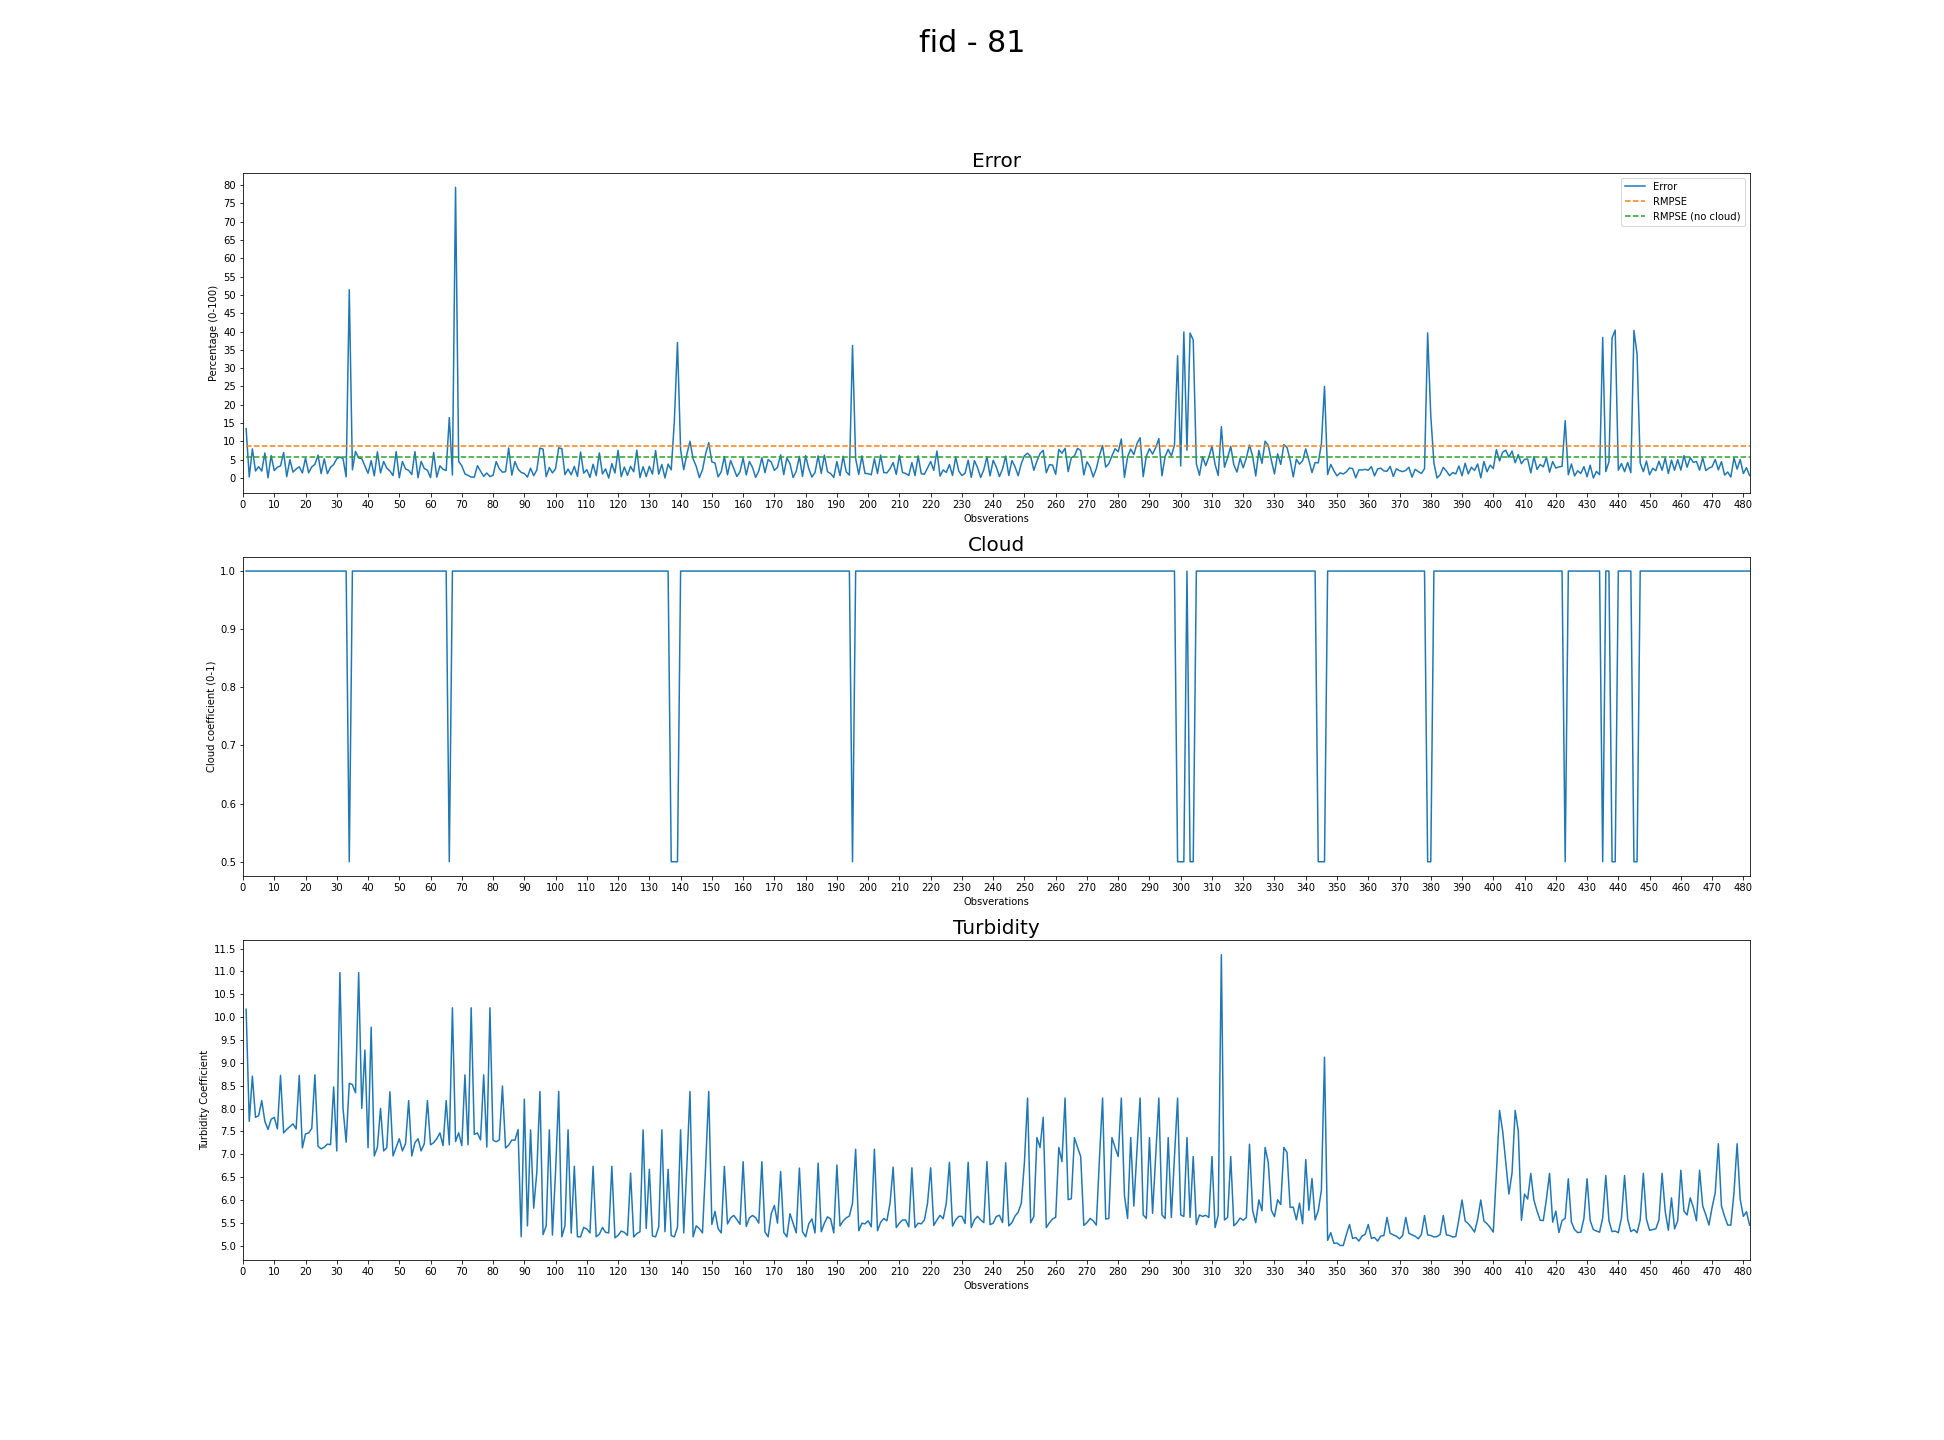 fid - 81
Error
80
75
70
65
60
55
50
45
40
35
30
25
20
15
10
5
0
Percentage (0-100)
Error
RMPSE
RMPSE (no cloud)
0 10 20 30 40 50 60 70 80 90 100 110 120 130 140 150 160 170 180 190 200 210 220 230 240 250 260 270 280 290 300 310 320 330 340 350 360 370 380 390 400 410 420 430 440 450 460 470 480
Obsverations
Cloud
1.0
0.9
0.8
0.7
0.6
0.5
Cloud coefficient (0-1)
0 10 20 30 40 50 60 70 80 90 100 110 120 130 140 150 160 170 180 190 200 210 220 230 240 250 260 270 280 290 300 310 320 330 340 350 360 370 380 390 400 410 420 430 440 450 460 470 480
Obsverations
Turbidity
11.5
11.0
10.5
10.0
9.5
9.0
8.5
8.0
7.5
7.0
6.5
6.0
5.5
5.0
Turbidity Coefficient
0 10 20 30 40 50 60 70 80 90 100 110 120 130 140 150 160 170 180 190 200 210 220 230 240 250 260 270 280 290 300 310 320 330 340 350 360 370 380 390 400 410 420 430 440 450 460 470 480
Obsverations